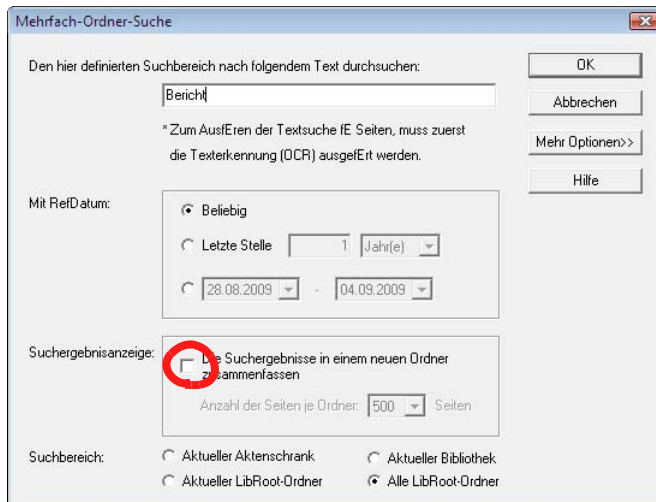 Mehrfach-Ordner-Suche
Den hier definierten Suchbereich nach folgendem Text durchsuchen:
OK
Bericht
Abbrechen
*Zum AusfEren der Textsuche fE Seiten, muss zuerst
die Texterkennung (OCR) ausgefErt werden.
Mehr Optionen>>
Hilfe
Mit RefDatum:
Beliebig
Letzte Stelle 1 Jahr(e)
28.08.2009 - 04.09.2009
Suchergebnisanzeige:
Die Suchergebnisse in einem neuen Ordner
zusammenfassen
Anzahl der Seiten je Ordner: 500 Seiten
Suchbereich:
Aktueller Aktenschrank
Aktueller Bibliothek
Aktueller LibRoot-Ordner
Alle LibRoot-Ordner